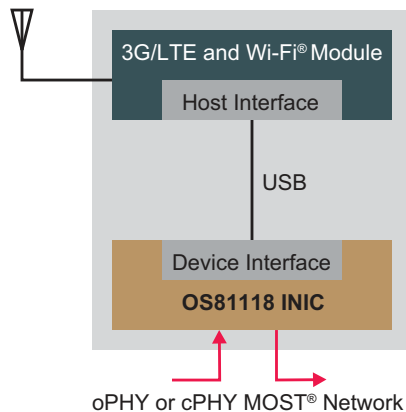 3G/LTE and Wi-Fi® Module
Host Interface
USB
Device Interface
OS81118 INIC
oPHY or cPHY MOST® Network